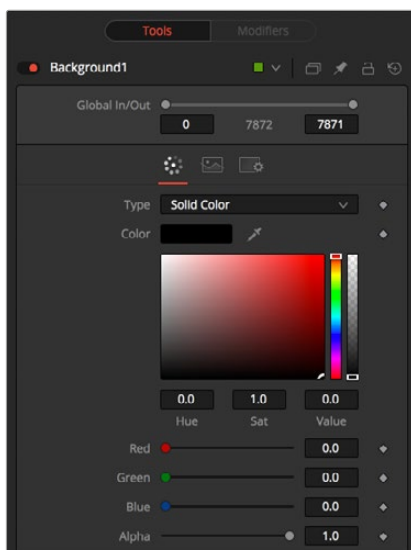 Tools Modifiers
Background1
Global In/Out
0 7872 7871
Type Solid Color
Color
0.0 1.0 0.0
Hue Sat Value
Red 0.0
Green 0.0
Blue 0.0
Alpha 1.0